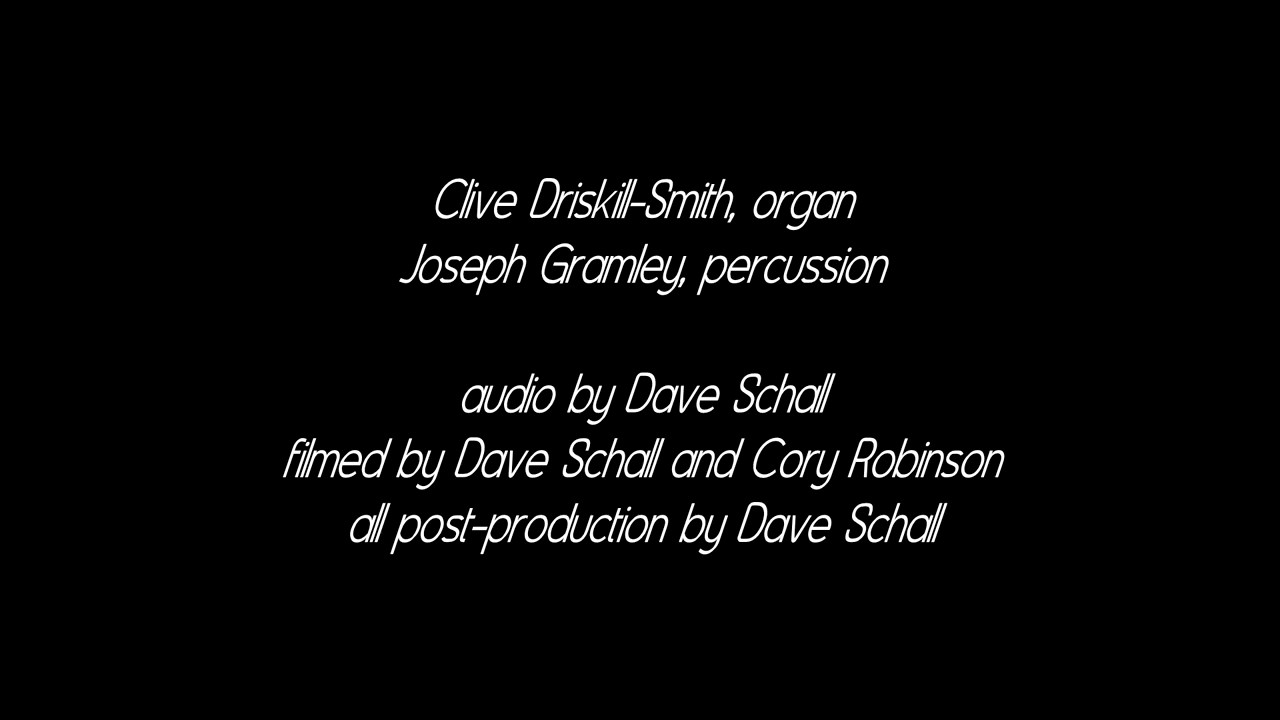 Clive Driskill-Smith, organ
Joseph Gramley, percussion
audio by Dave Schall
filmed by Dave Schall and Cory Robinson
all post-production by Dave Schall